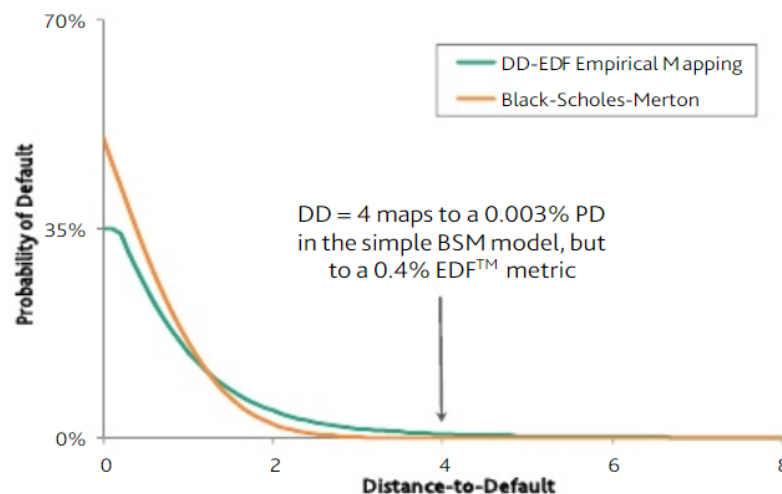 70%
DD-EDF Empirical Mapping
Black-Scholes-Merton
Probability of Default
DD = 4 maps to a 0.003% PD
in the simple BSM model, but
to a 0.4% EDF™ metric
35%
0%
0 2 4 6 8
Distance-to-Default